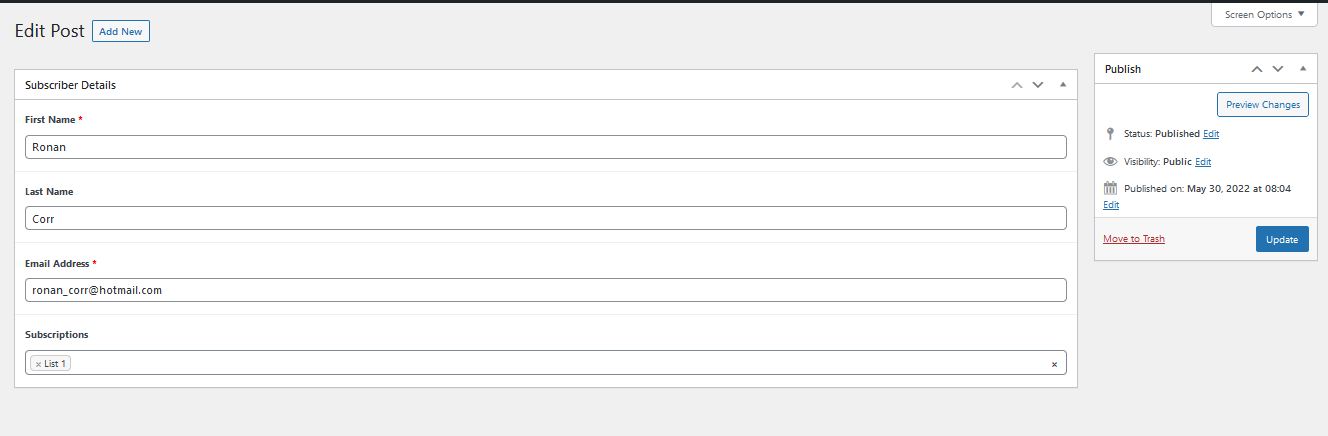 Screen Options
Edit Post Add New
Subscriber Details
First Name *
Ronan
Last Name
Corr
Email Address *
ronan_corr@hotmail.com
Subscriptions
× List 1 ×
Publish
Preview Changes
Status: Published Edit
Visibility: Public Edit
Published on: May 30, 2022 at 08:04
Edit
Move to Trash Update